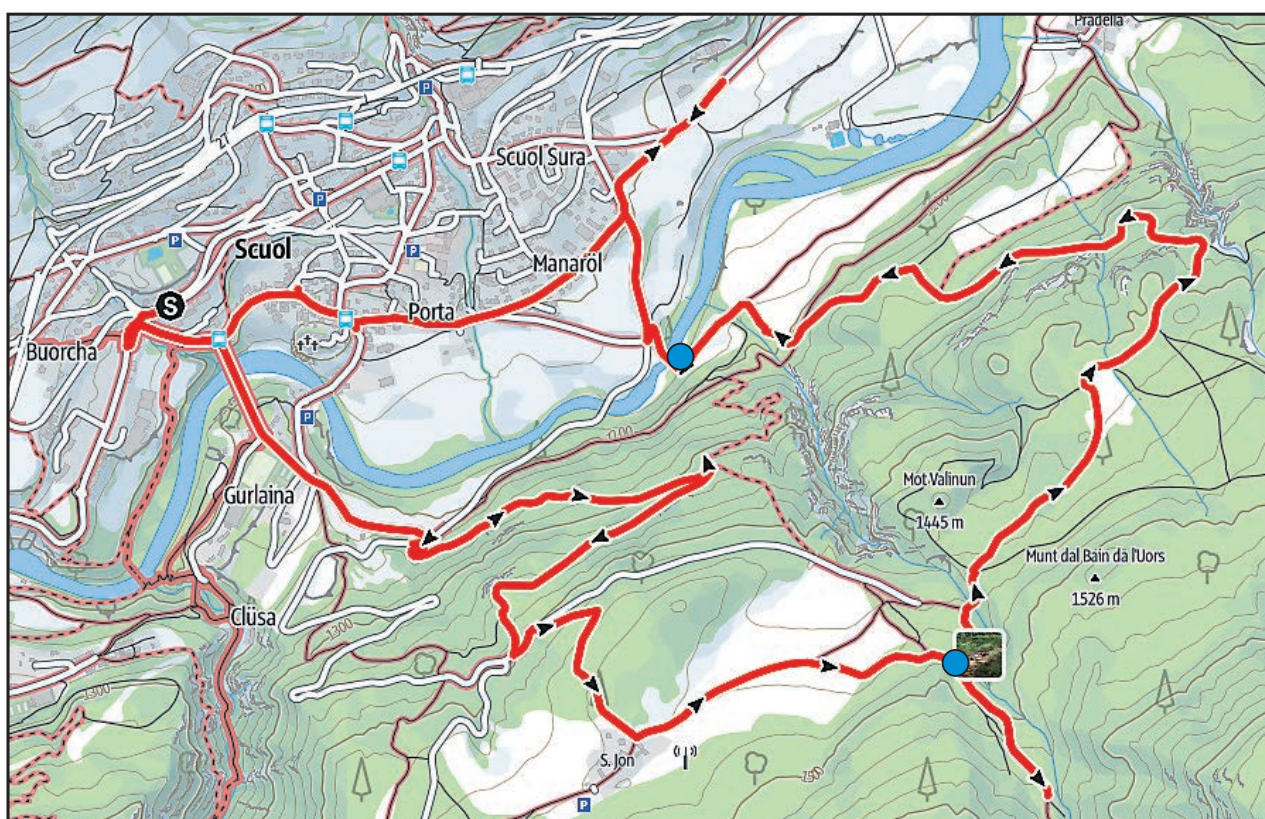 Pradella
P
Scuol Sura
P
Scuol
P
Manaröl
P
S
Porta
Buorcha
P
1200
Gurlaina
Mot Valinun
1445 m
Munt dal Bain da l'Uors
1526 m
Clüsa
1300
1300
S. Jon
P